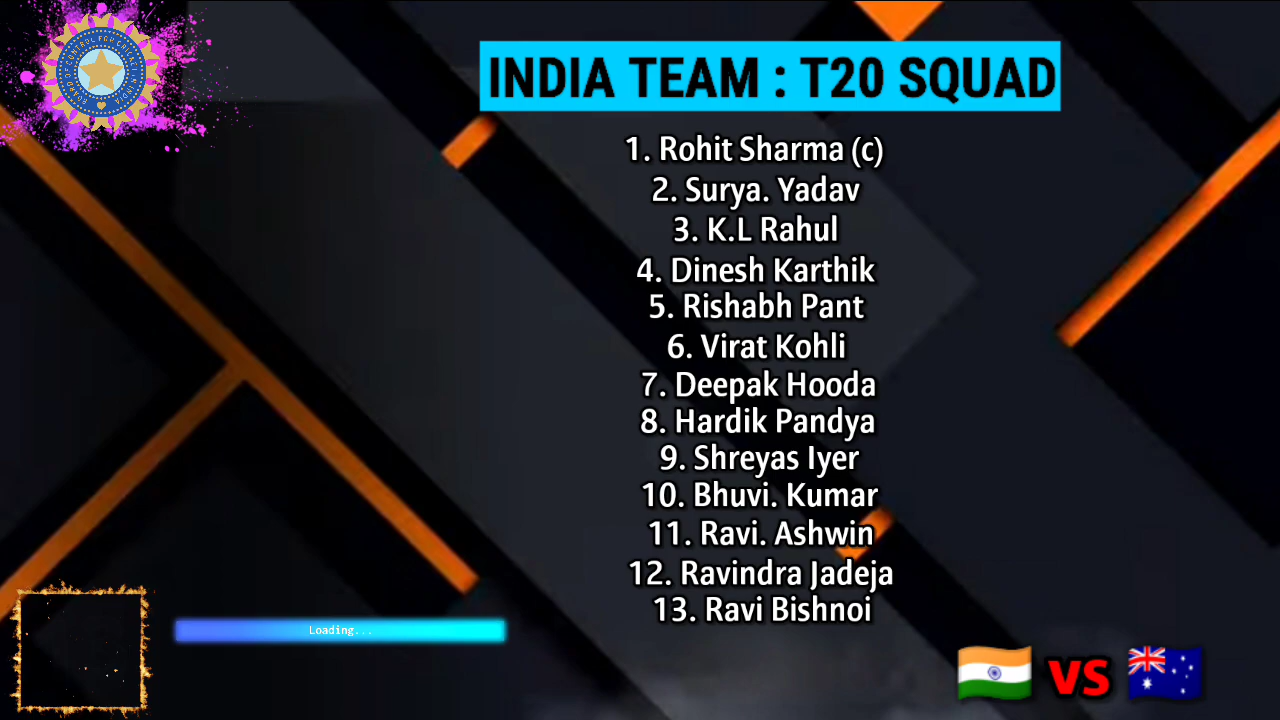 INDIA TEAM : T20 SQUAD
1. Rohit Sharma (c)
2. Surya. Yadav
3. K.L Rahul
4. Dinesh Karthik
5. Rishabh Pant
6. Virat Kohli
7. Deepak Hooda
8. Hardik Pandya
9. Shreyas Iyer
10. Bhuvi. Kumar
11. Ravi. Ashwin
12. Ravindra Jadeja
13. Ravi Bishnoi
Loading...
VS